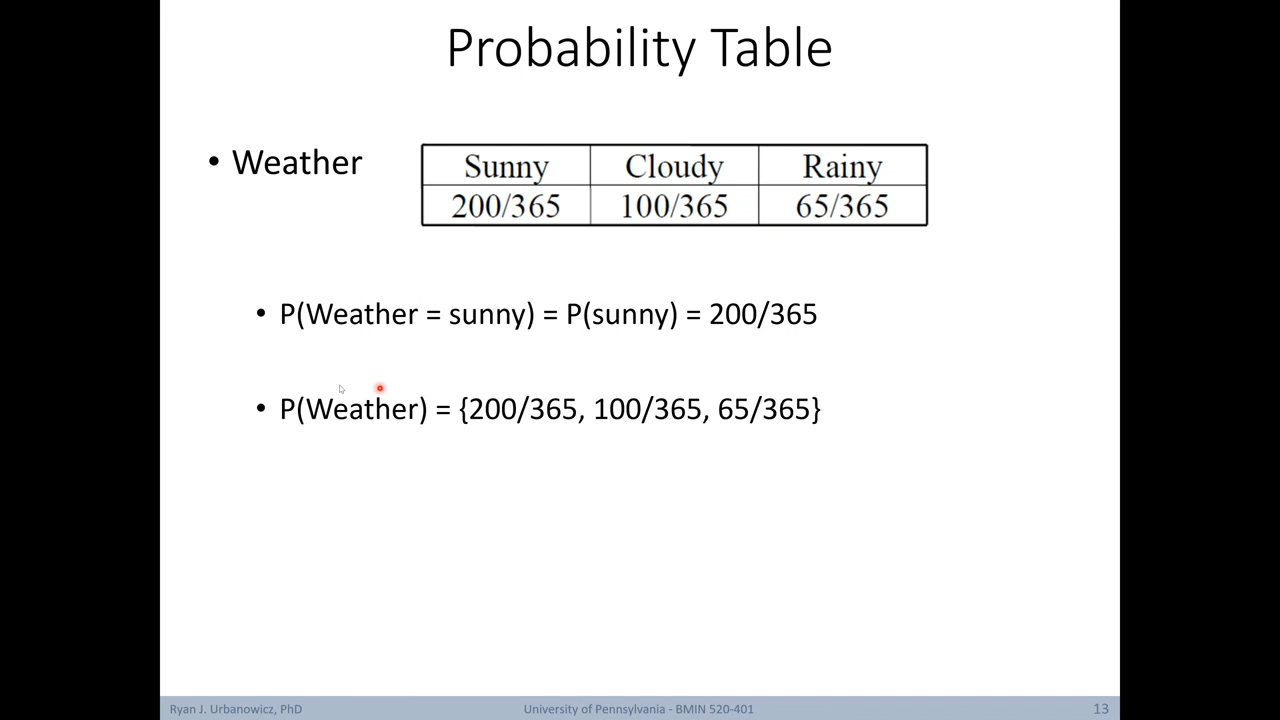 Probability Table
• Weather
Sunny Cloudy Rainy
200/365 100/365 65/365
• P(Weather = sunny) = P(sunny) = 200/365
• P(Weather) = {200/365, 100/365, 65/365}
Ryan J. Urbanowicz, PhD University of Pennsylvania - BMIN 520-401 13